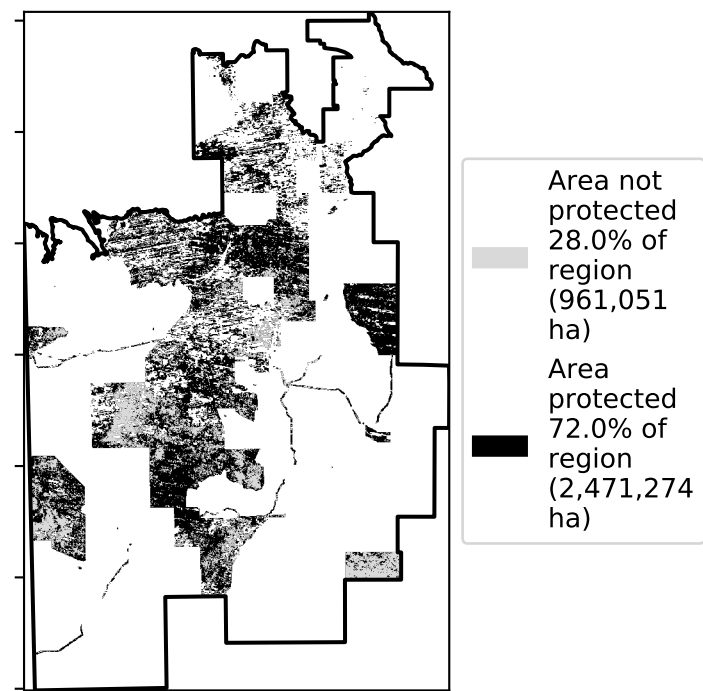 Area not
protected
28.0% of
region
(961,051
ha)
Area
protected
72.0% of
region
(2,471,274
ha)